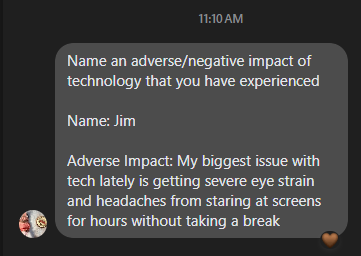 11:10 AM
Name an adverse/negative impact of
technology that you have experienced
Name: Jim
Adverse Impact: My biggest issue with
tech lately is getting severe eye strain
and headaches from staring at screens
for hours without taking a break